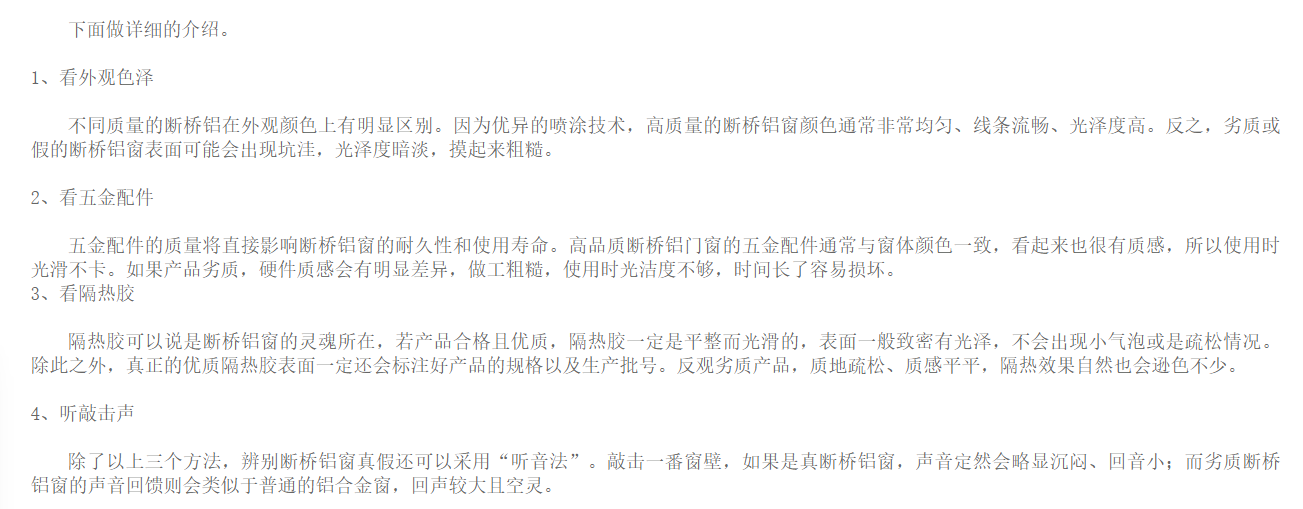 下面做详细的介绍。
1、看外观色泽
不同质量的断桥铝在外观颜色上有明显区别。因为优异的喷涂技术，高质量的断桥铝窗颜色通常非常均匀、线条流畅、光泽度高。反之，劣质或
假的断桥铝窗表面可能会出现坑洼，光泽度暗淡，摸起来粗糙。
2、看五金配件
五金配件的质量将直接影响断桥铝窗的耐久性和使用寿命。高品质断桥铝门窗的五金配件通常与窗体颜色一致，看起来也很有质感，所以使用时
光滑不卡。如果产品劣质，硬件质感会有明显差异，做工粗糙，使用时光洁度不够，时间长了容易损坏。
3、看隔热胶
隔热胶可以说是断桥铝窗的灵魂所在，若产品合格且优质，隔热胶一定是平整而光滑的，表面一般致密有光泽，不会出现小气泡或是疏松情况。
除此之外，真正的优质隔热胶表面一定还会标注好产品的规格以及生产批号。反观劣质产品，质地疏松、质感平平，隔热效果自然也会逊色不少。
4、听敲击声
除了以上三个方法，辨别断桥铝窗真假还可以采用“听音法”。敲击一番窗壁，如果是真断桥铝窗，声音定然会略显沉闷、回音小；而劣质断桥
铝窗的声音回馈则会类似于普通的铝合金窗，回声较大且空灵。